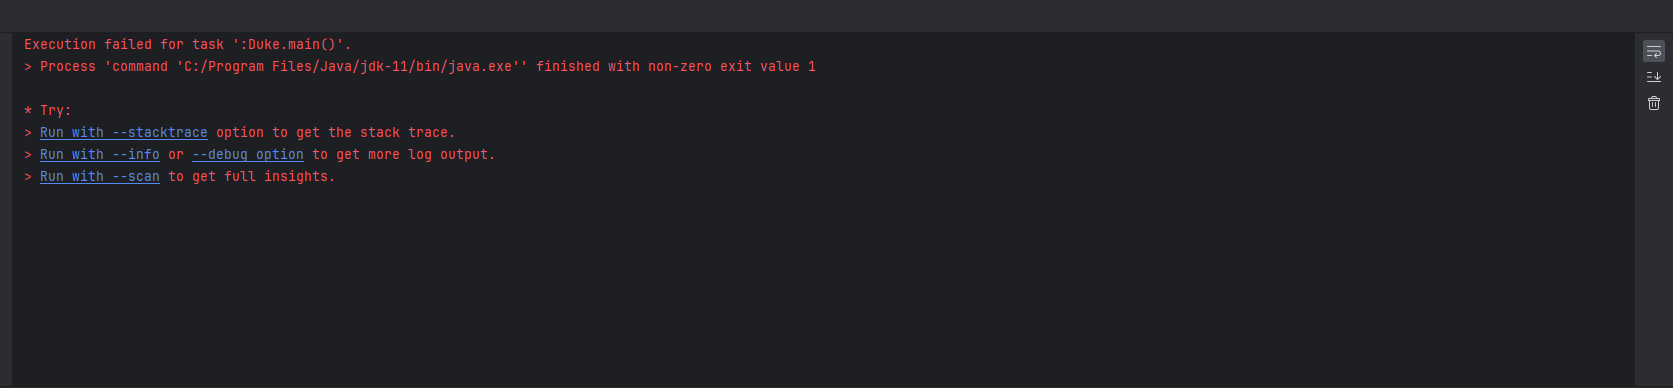 Execution failed for task ':Duke.main()'.
> Process 'command 'C:/Program Files/Java/jdk-11/bin/java.exe'' finished with non-zero exit value 1
* Try:
> Run with --stacktrace option to get the stack trace.
> Run with --info or --debug option to get more log output.
> Run with --scan to get full insights.